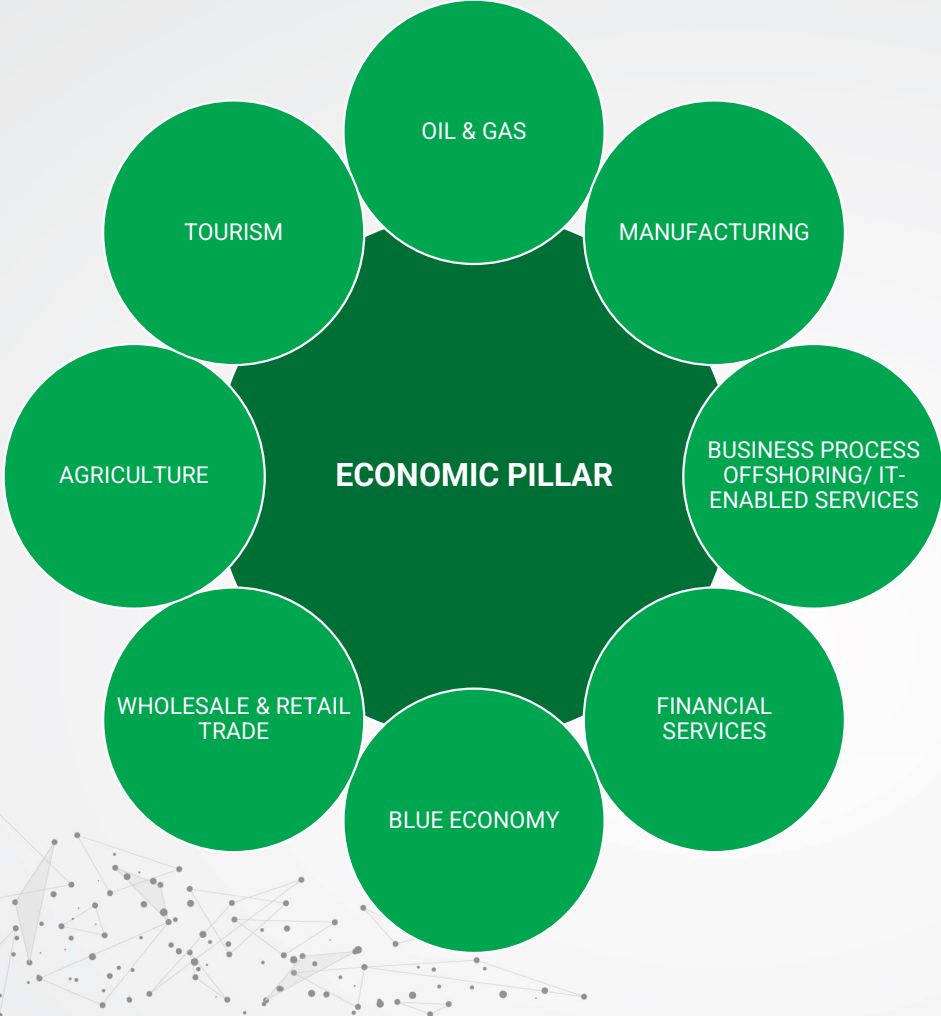 OIL & GAS
TOURISM
MANUFACTURING
AGRICULTURE
ECONOMIC PILLAR
BUSINESS PROCESS
OFFSHORING/ IT-
ENABLED SERVICES
WHOLESALE & RETAIL
TRADE
FINANCIAL
SERVICES
BLUE ECONOMY